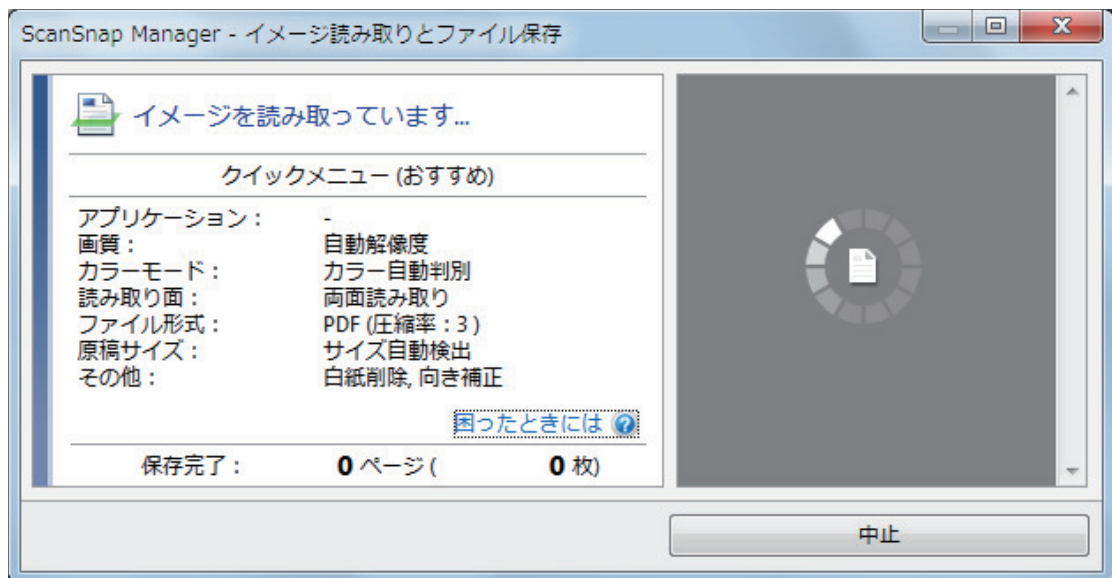 ScanSnap Manager - イメージ読み取りとファイル保存
イメージを読み取っています...
クイックメニュー (おすすめ)
アプリケーション： -
画質： 自動解像度
カラーモード： カラー自動判別
読み取り面： 両面読み取り
ファイル形式： PDF (圧縮率：3 )
原稿サイズ： サイズ自動検出
その他： 白紙削除, 向き補正
困ったときには ?
保存完了： 0 ページ ( 0 枚)
中止